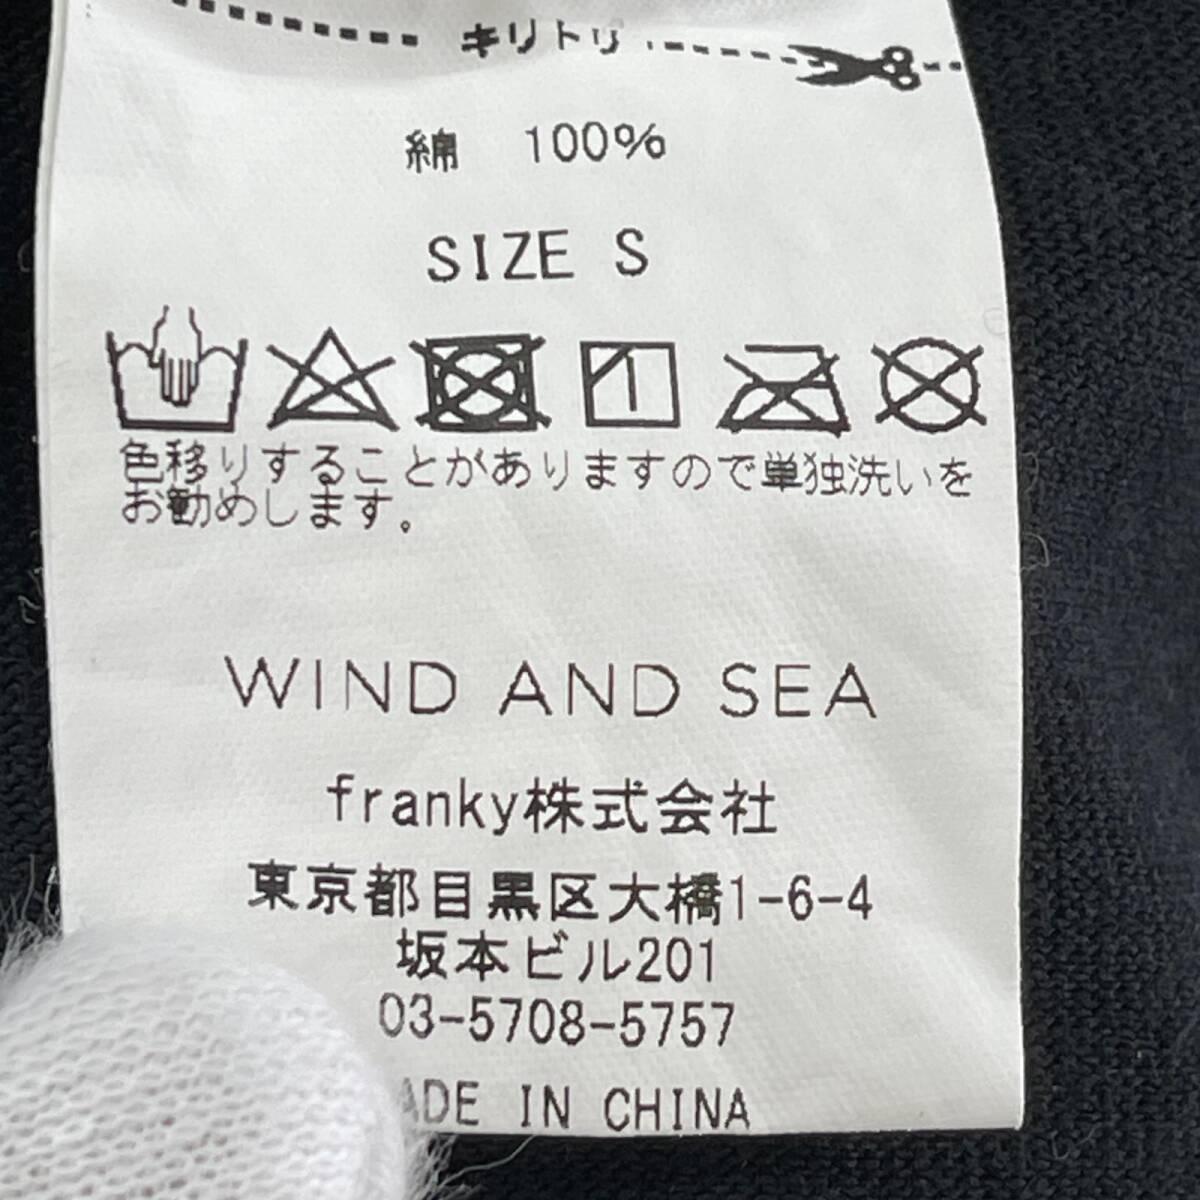 キリトリ
綿 100%
SIZE S
色移りすることがありますので単独洗いを
お勧めします。
WIND AND SEA
franky株式会社
東京都目黒区大橋1-6-4
坂本ビル201
03-5708-5757
ADE IN CHINA